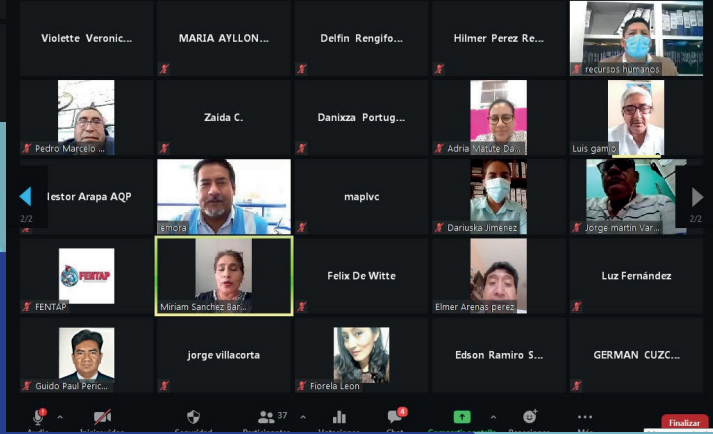 Violette Veronic...
MARIA AYLLON...
Delfin Rengifo...
Hilmer Perez Re...
recursos humanos
Pedro Marcelo ...
Zaida C.
Danixza Portug...
Adria Matute Da...
Luis gamio
Nestor Arapa AQP
2/2
emofa
maplvc
Dariuska Jimenez
Jorge martin Var...
2/2
FENTAP
FENTAP
Miriam Sanchez Bar...
Felix De Witte
Elmer Arenas perez
Luz Fernández
Guido Paul Peric...
jorge villacorta
Fiorela Leon
Edson Ramiro S...
GERMAN CUZC...
37
4
Finalizar